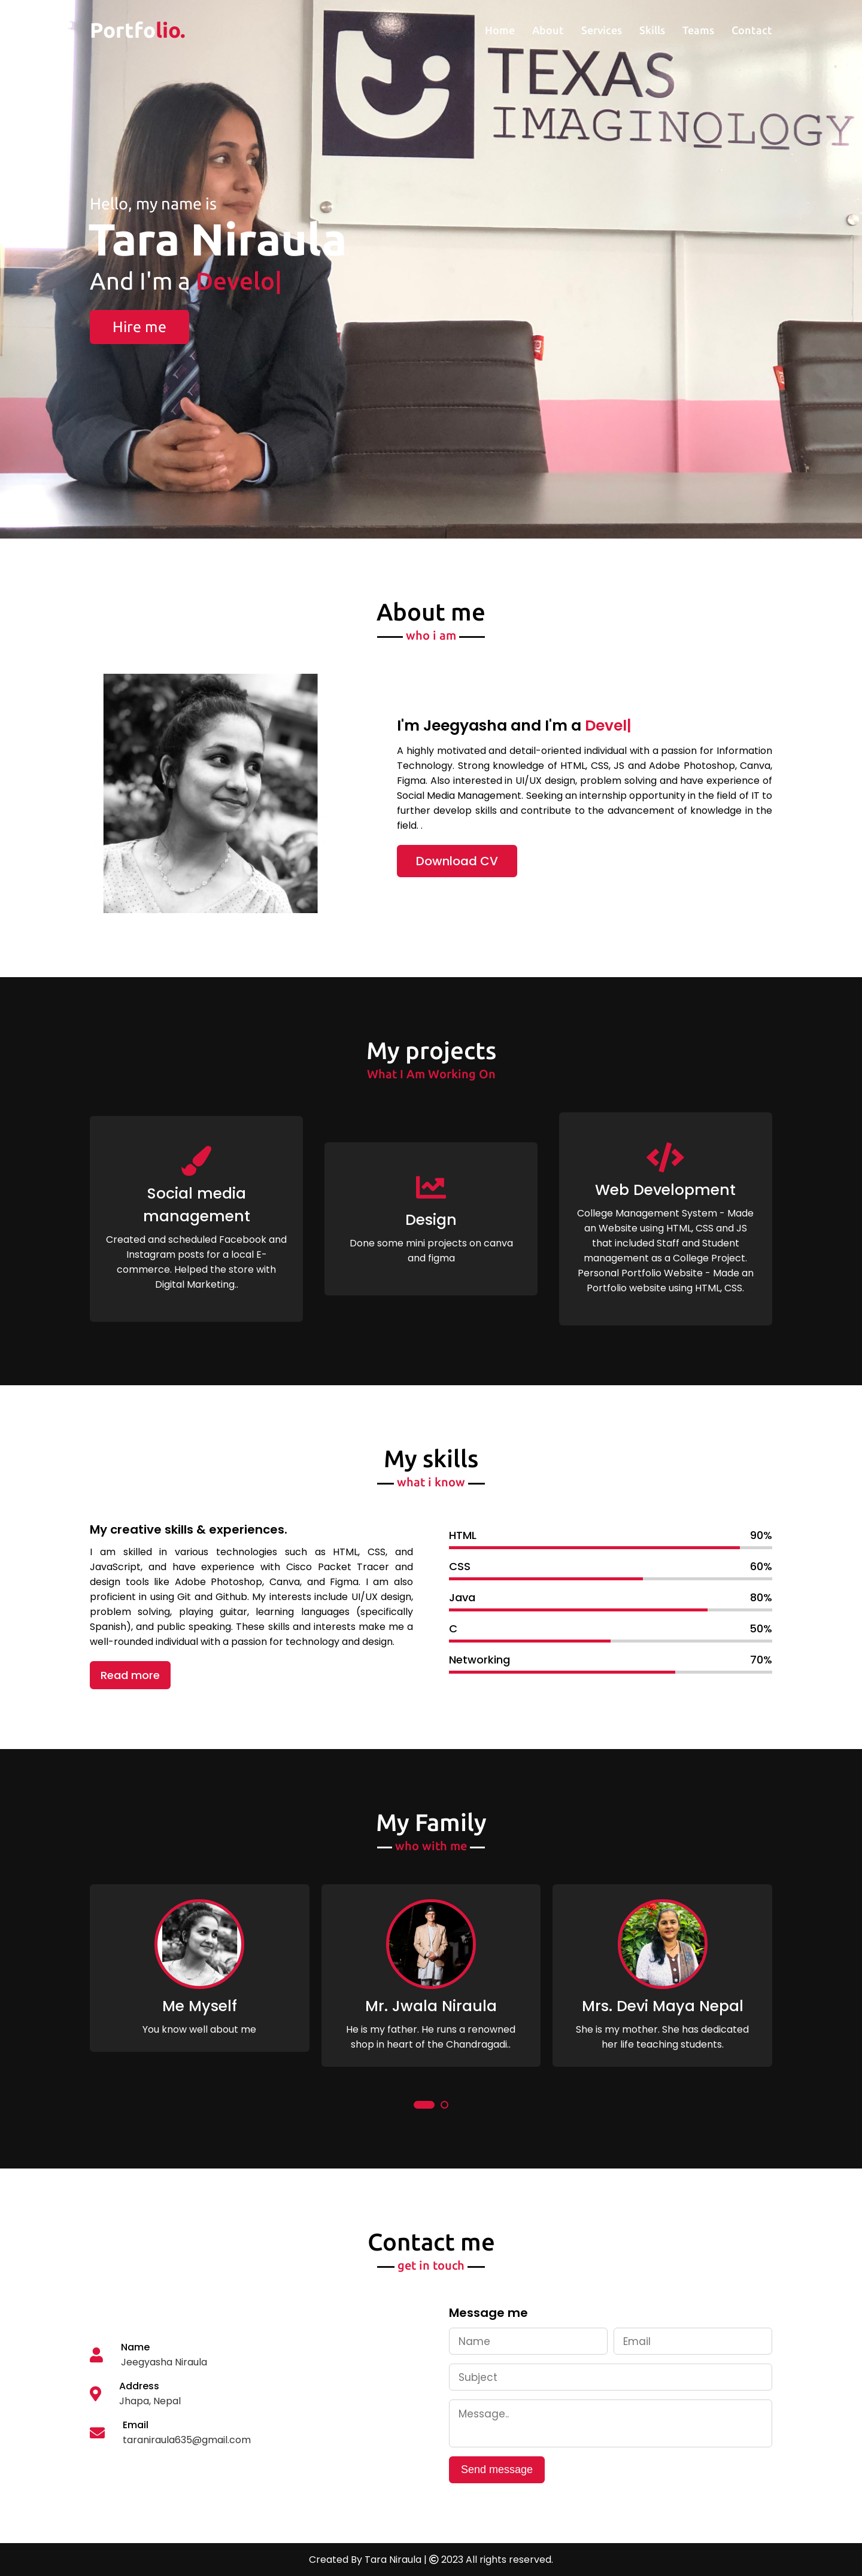 Portfolio.
Home About Services Skills Teams Contact
TEXAS
IMAGINOLOGY
Hello, my name is
Tara Niraula
And I'm a Develo|
Hire me
About me
who i am
I'm Jeegyasha and I'm a Devel|
A highly motivated and detail-oriented individual with a passion for Information
Technology. Strong knowledge of HTML, CSS, JS and Adobe Photoshop, Canva,
Figma. Also interested in UI/UX design, problem solving and have experience of
Social Media Management. Seeking an internship opportunity in the field of IT to
further develop skills and contribute to the advancement of knowledge in the
field. .
Download CV
My projects
What I Am Working On
Social media
management
Created and scheduled Facebook and
Instagram posts for a local E-
commerce. Helped the store with
Digital Marketing..
Design
Done some mini projects on canva
and figma
Web Development
College Management System - Made
an Website using HTML, CSS and JS
that included Staff and Student
management as a College Project.
Personal Portfolio Website - Made an
Portfolio website using HTML, CSS.
My skills
what i know
My creative skills & experiences.
I am skilled in various technologies such as HTML, CSS, and
JavaScript, and have experience with Cisco Packet Tracer and
design tools like Adobe Photoshop, Canva, and Figma. I am also
proficient in using Git and Github. My interests include UI/UX design,
problem solving, playing guitar, learning languages (specifically
Spanish), and public speaking. These skills and interests make me a
well-rounded individual with a passion for technology and design.
Read more
HTML 90%
CSS 60%
Java 80%
C 50%
Networking 70%
My Family
who with me
Me Myself
You know well about me
Mr. Jwala Niraula
He is my father. He runs a renowned
shop in heart of the Chandragadi..
Mrs. Devi Maya Nepal
She is my mother. She has dedicated
her life teaching students.
Contact me
get in touch
Name
Jeegyasha Niraula
Address
Jhapa, Nepal
Email
taraniraula635@gmail.com
Message me
Name Email
Subject
Message..
Send message
Created By Tara Niraula | © 2023 All rights reserved.